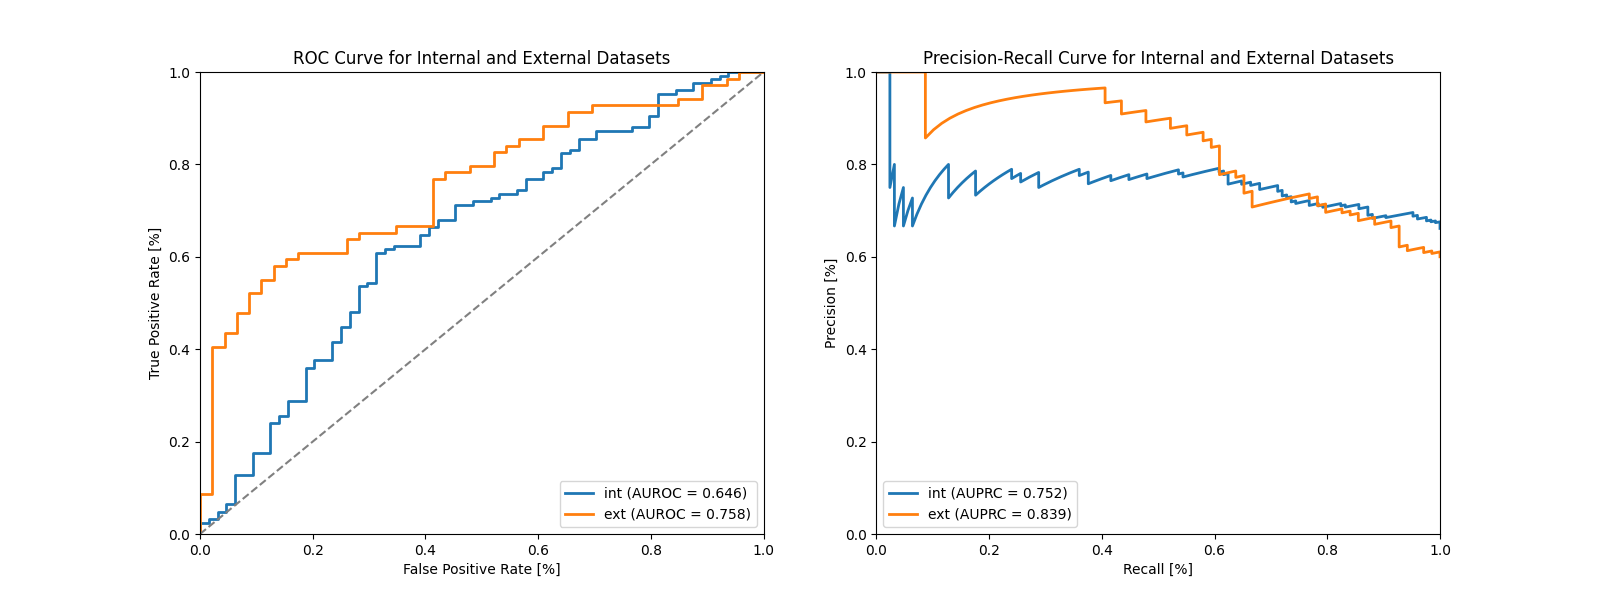 ROC Curve for Internal and External Datasets
1.0
0.8
0.6
0.4
0.2
0.0
True Positive Rate [%]
0.0 0.2 0.4 0.6 0.8 1.0
False Positive Rate [%]
int (AUROC = 0.646)
ext (AUROC = 0.758)
Precision-Recall Curve for Internal and External Datasets
1.0
0.8
0.6
0.4
0.2
0.0
Precision [%]
0.0 0.2 0.4 0.6 0.8 1.0
Recall [%]
int (AUPRC = 0.752)
ext (AUPRC = 0.839)